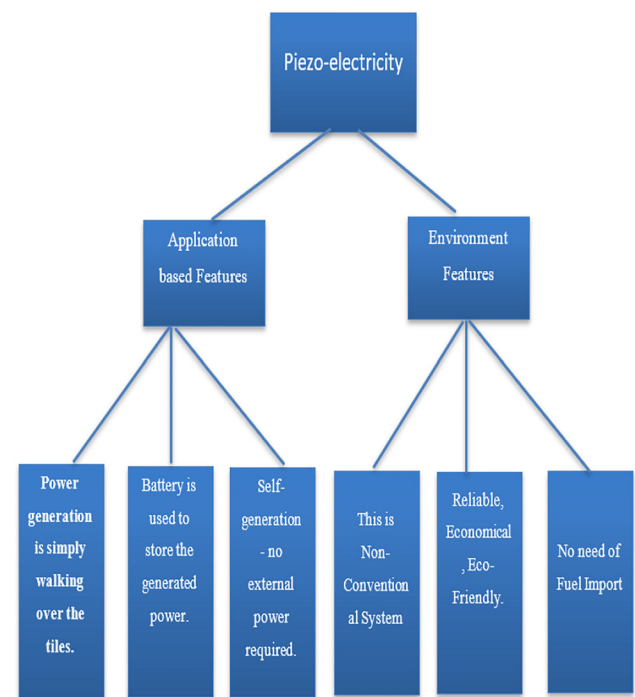 Piezo-electricity
Application
based Features
Environment
Features
Power
generation
is simply
walking
over the
tiles.
Battery is
used to
store the
generated
power.
Self-
generation
- no
external
power
required.
This is
Non-
Convention
al System
Reliable,
Economical
, Eco-
Friendly.
No need of
Fuel Import